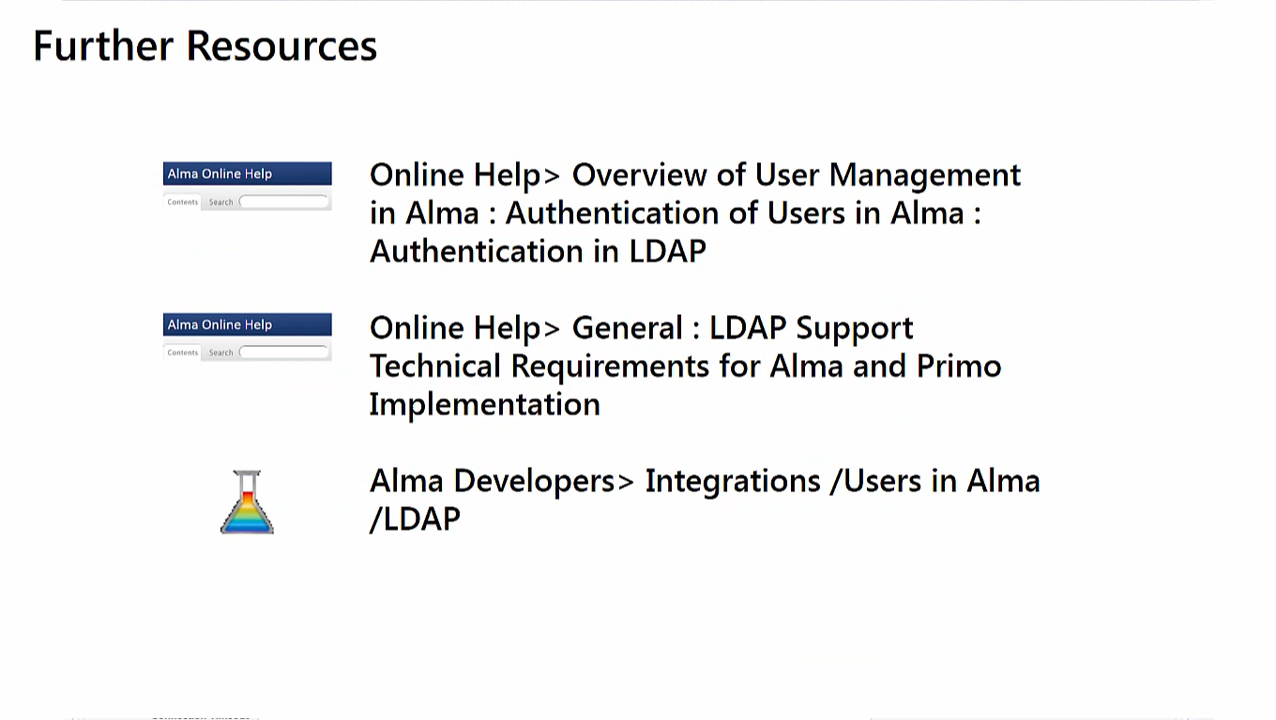 Further Resources
Alma Online Help
Contents Search
Online Help> Overview of User Management
in Alma : Authentication of Users in Alma :
Authentication in LDAP
Alma Online Help
Contents Search
Online Help> General : LDAP Support
Technical Requirements for Alma and Primo
Implementation
Alma Developers> Integrations /Users in Alma
/LDAP